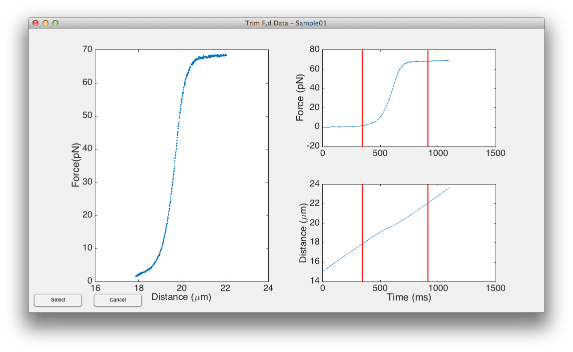 Trim F,d Data - Sample01
70
60
50
40
30
20
10
0
Force(pN)
16 18 20 22 24
Distance (μm)
Select
Cancel
80
60
40
20
0
-20
Force (pN)
0 500 1000 1500
24
22
20
18
16
14
Distance (μm)
0 500 1000 1500
Time (ms)